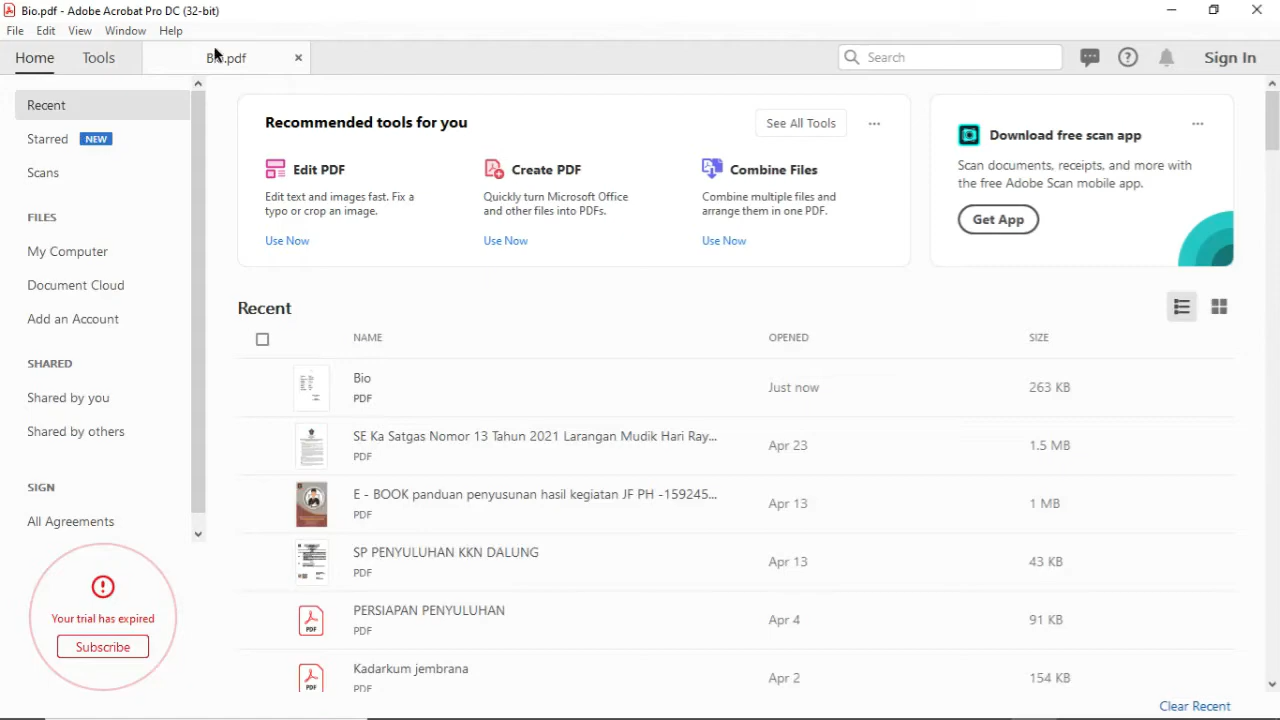 Bio.pdf - Adobe Acrobat Pro DC (32-bit)
File Edit View Window Help
Home Tools Bio.pdf Search Sign In
Recent
Starred NEW
Scans
FILES
My Computer
Document Cloud
Add an Account
SHARED
Shared by you
Shared by others
SIGN
All Agreements
Your trial has expired
Subscribe
Recommended tools for you
See All Tools
Edit PDF
Edit text and images fast. Fix a
typo or crop an image.
Use Now
Create PDF
Quickly turn Microsoft Office
and other files into PDFs.
Use Now
Combine Files
Combine multiple files and
arrange them in one PDF.
Use Now
Download free scan app
Scan documents, receipts, and more with
the free Adobe Scan mobile app.
Get App
Recent
NAME OPENED SIZE
Bio
PDF
Just now 263 KB
SE Ka Satgas Nomor 13 Tahun 2021 Larangan Mudik Hari Ray...
PDF
Apr 23 1.5 MB
E - BOOK panduan penyusunan hasil kegiatan JF PH -159245...
PDF
Apr 13 1 MB
SP PENYULUHAN KKN DALUNG
PDF
Apr 13 43 KB
PDF
PERSIAPAN PENYULUHAN
PDF
Apr 4 91 KB
PDF
Kadarkum jembrana
PDF
Apr 2 154 KB
Clear Recent